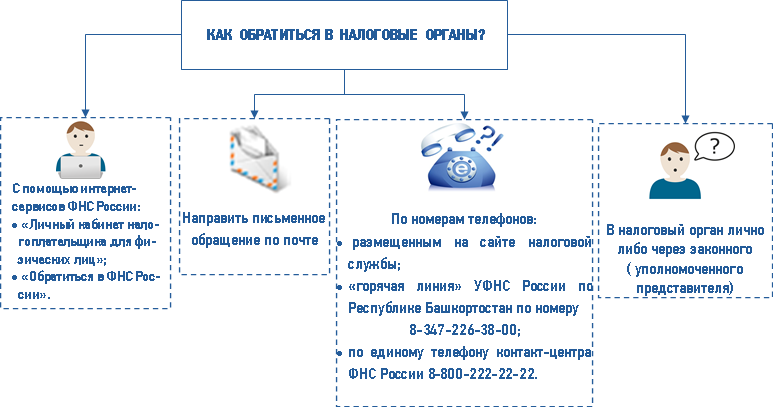 КАК ОБРАТИТЬСЯ В НАЛОГОВЫЕ ОРГАНЫ?
С помощью интернет-
сервисов ФНС России:
• «Личный кабинет нало-
гоплательщика для фи-
зических лиц»;
• «Обратиться в ФНС Рос-
сии».
Направить письменное
обращение по почте
?!
По номерам телефонов:
• размещенным на сайте налоговой
службы;
• «горячая линия» УФНС России по
Республике Башкортостан по номеру
8-347-226-38-00;
• по единому телефону контакт-центра
ФНС России 8-800-222-22-22.
?
В налоговый орган лично
либо через законного
( уполномоченного
представителя)